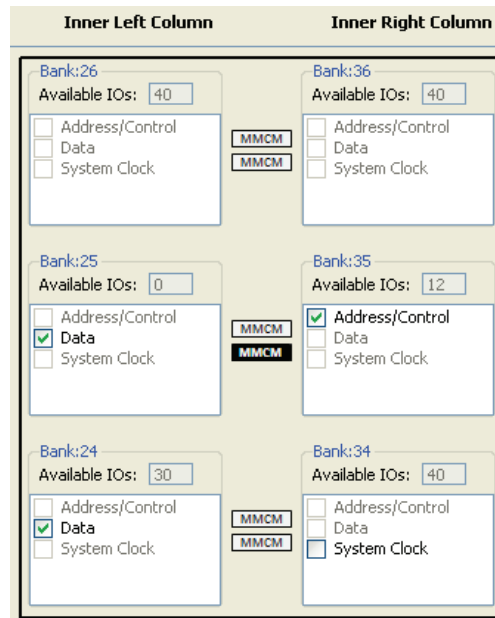 Inner Left Column
Inner Right Column
Bank:26
Available IOs: 40
Address/Control
Data
System Clock
MMCM
MMCM
Bank:36
Available IOs: 40
Address/Control
Data
System Clock
Bank:25
Available IOs: 0
Address/Control
Data
System Clock
MMCM
MMCM
Bank:35
Available IOs: 12
Address/Control
Data
System Clock
Bank:24
Available IOs: 30
Address/Control
Data
System Clock
MMCM
MMCM
Bank:34
Available IOs: 40
Address/Control
Data
System Clock